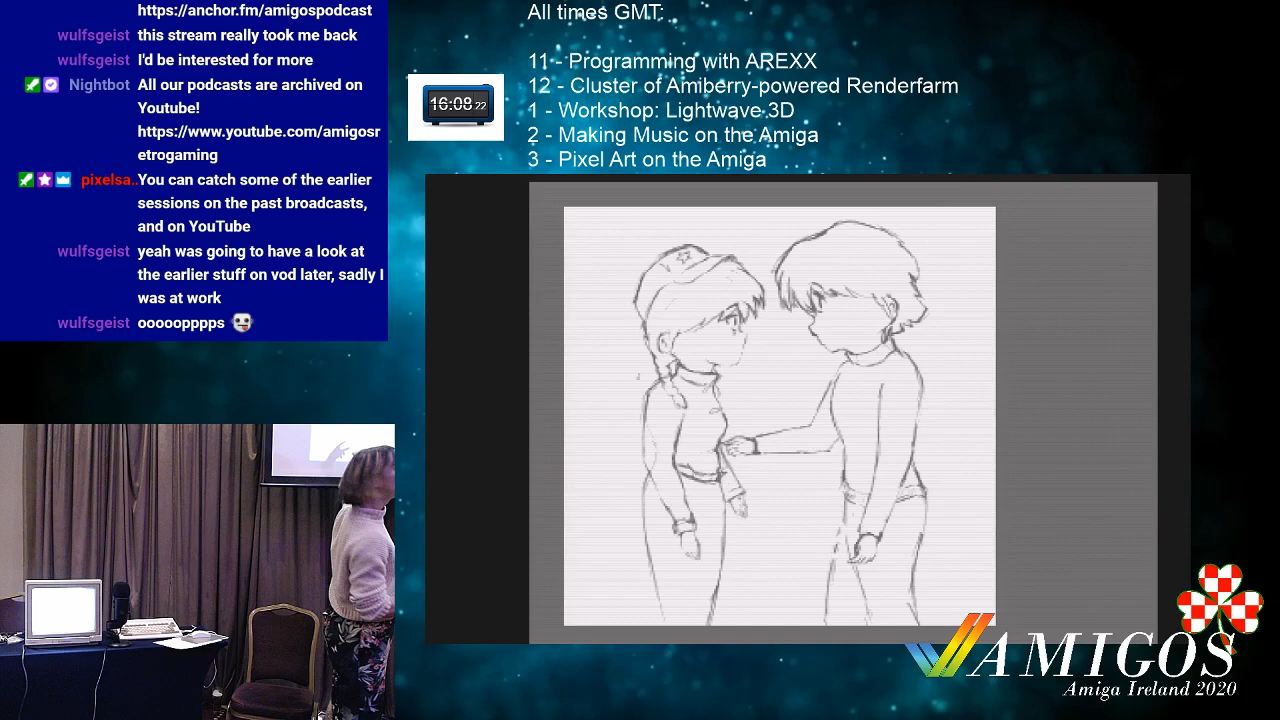 https://anchor.fm/amigospodcast
wulfsgeist this stream really took me back
wulfsgeist I'd be interested for more
Nightbot All our podcasts are archived on
Youtube!
https://www.youtube.com/amigosr
etrogaming
pixelsa.. You can catch some of the earlier
sessions on the past broadcasts,
and on YouTube
wulfsgeist yeah was going to have a look at
the earlier stuff on vod later, sadly I
was at work
wulfsgeist ooooopppps
16:08 22
All times GMT:
11 - Programming with AREXX
12 - Cluster of Amiberry-powered Renderfarm
1 - Workshop: Lightwave 3D
2 - Making Music on the Amiga
3 - Pixel Art on the Amiga
AMIGOS
Amiga Ireland 2020